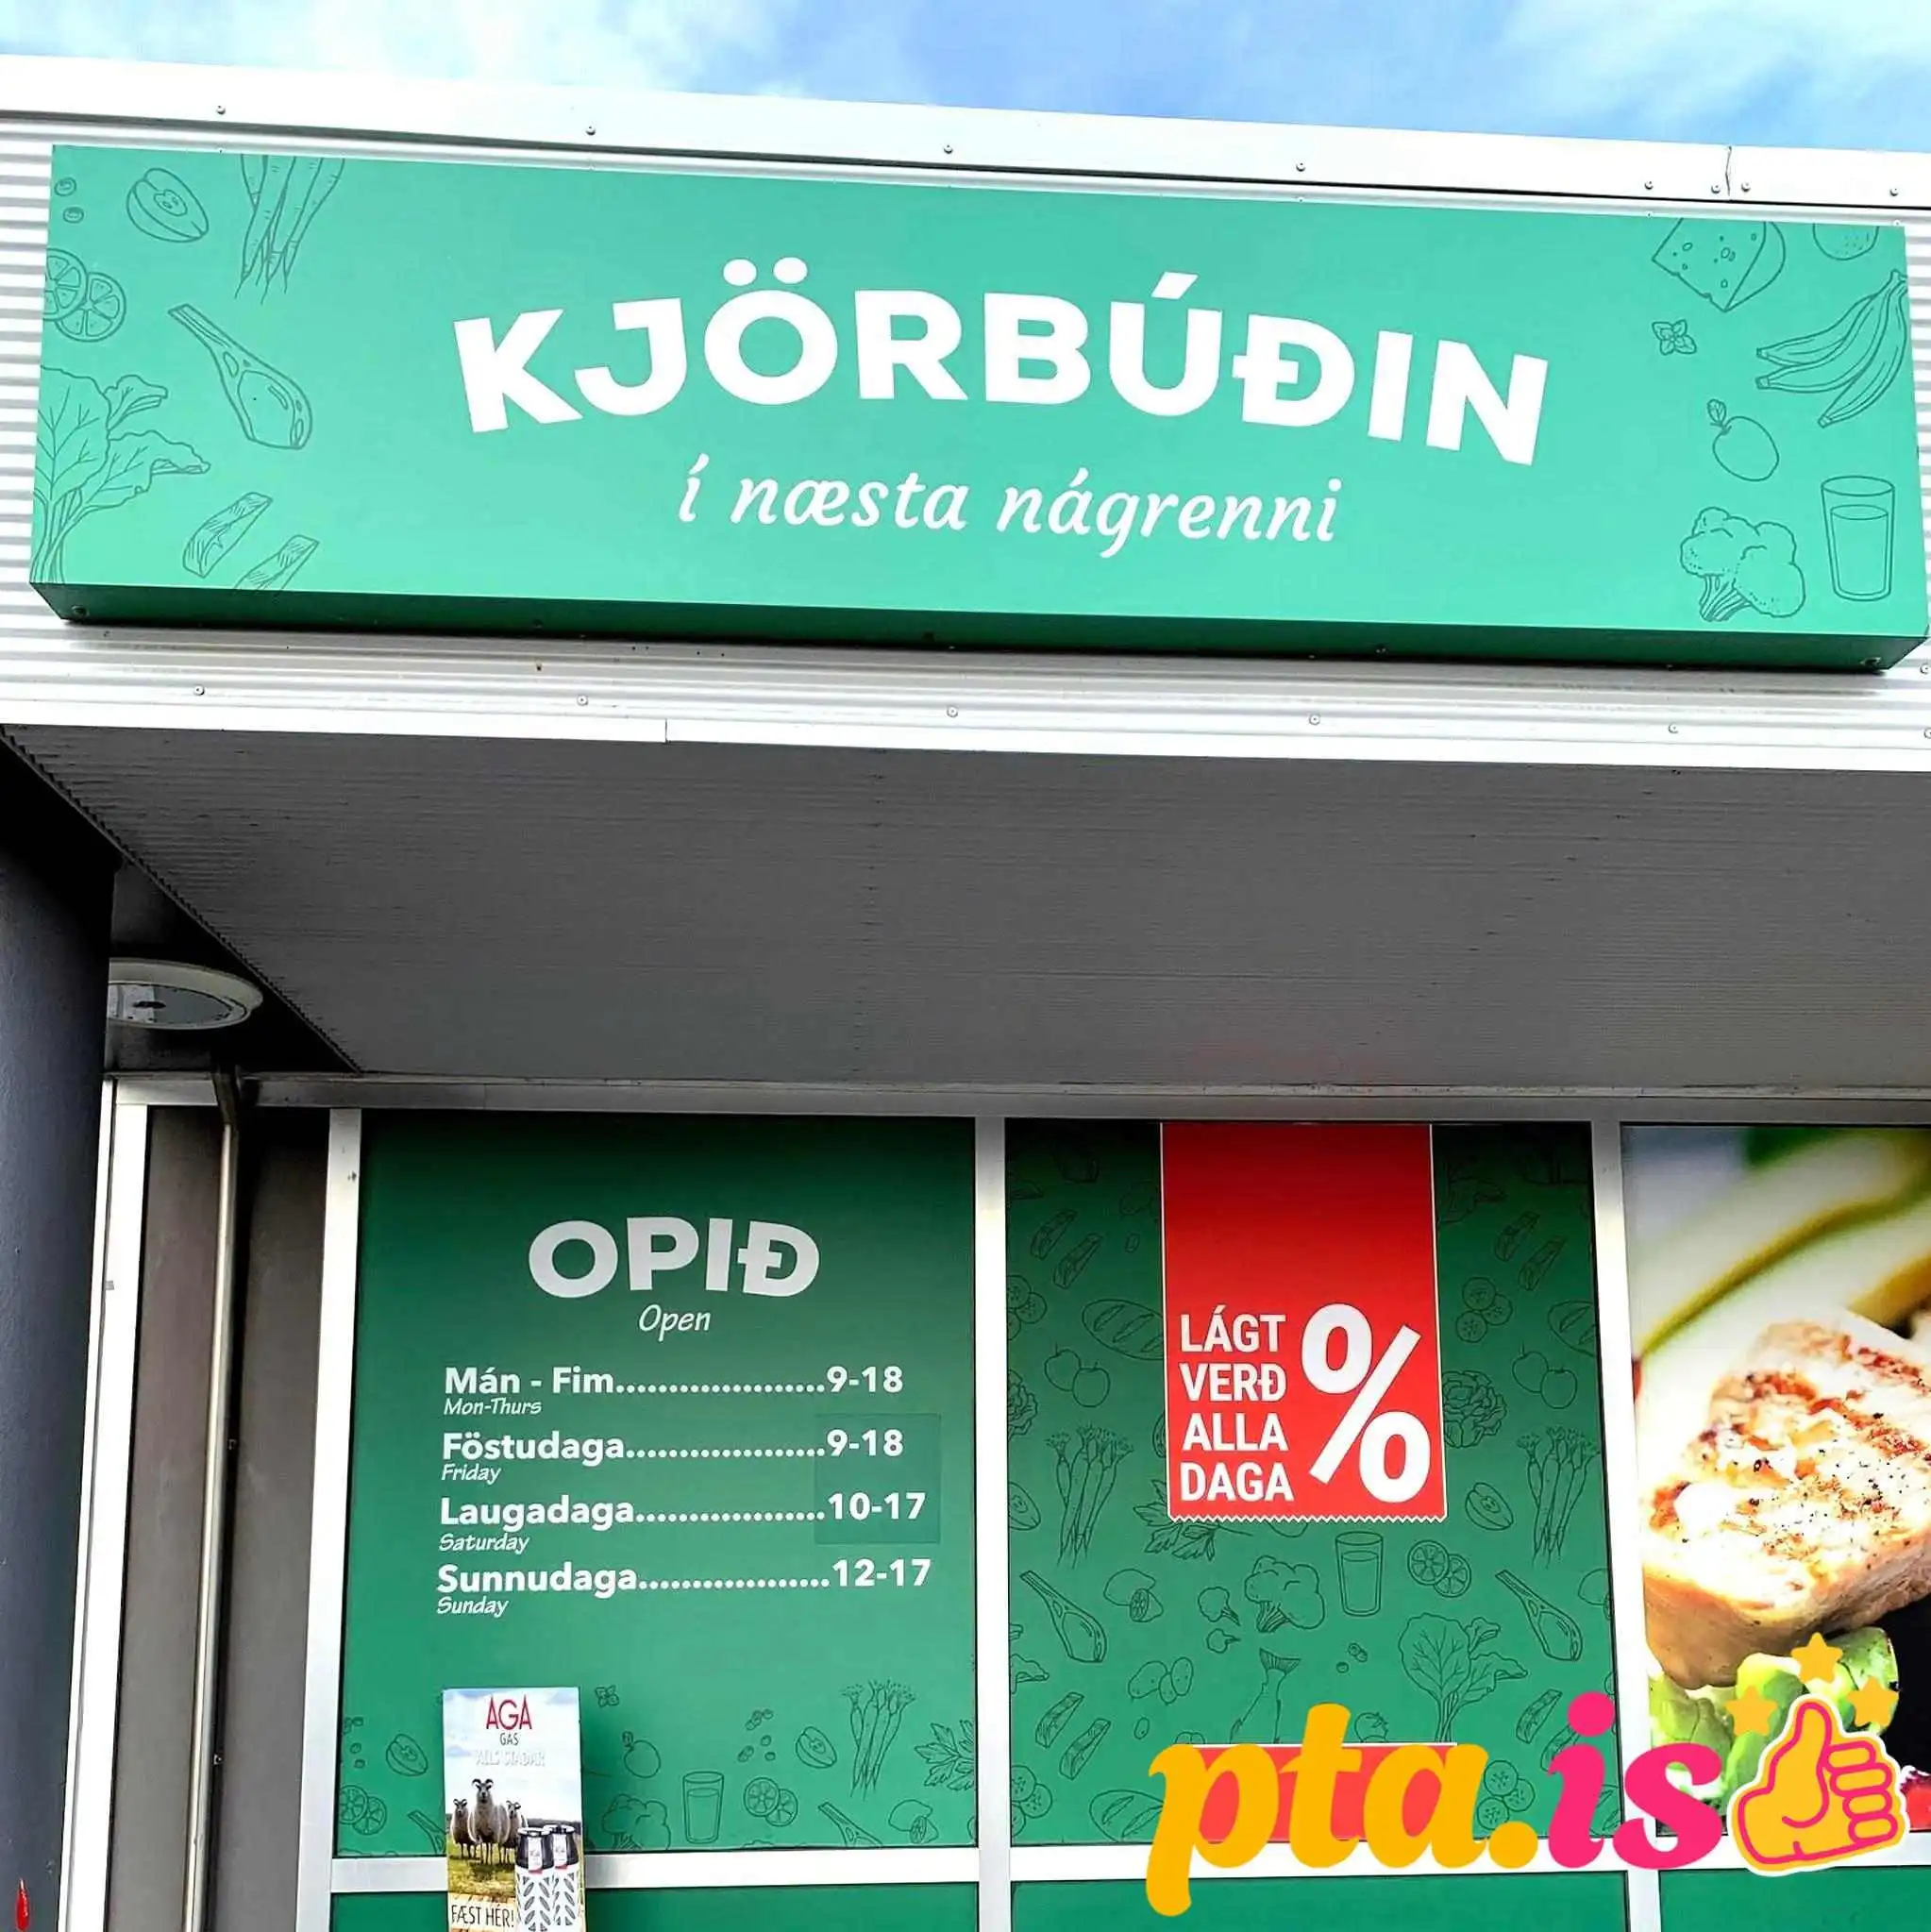 KJÖRBÚÐIN
í næsta nágrenni
OPIÐ
Open
Mán - Fim....................9-18
Mon-Thurs
Föstudaga...................9-18
Friday
Laugadaga..................10-17
Saturday
Sunnudaga..................12-17
Sunday
LÁGT
VERÐ
ALLA
DAGA
%
AGA
GAS
FÆST HÉR!
pta.is